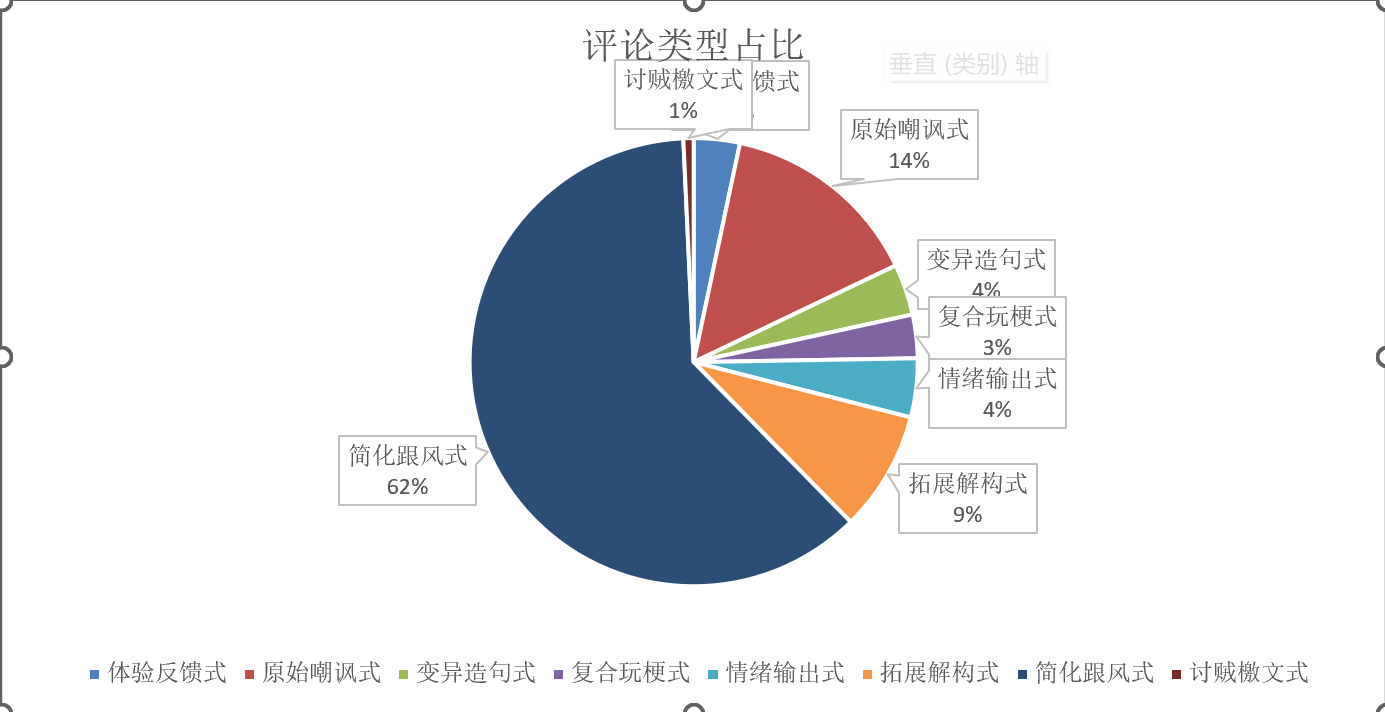 评论类型占比
垂直 (类别) 轴
讨贼檄文式
1%
馈式
原始嘲讽式
14%
变异造句式
4%
复合玩梗式
3%
情绪输出式
4%
拓展解构式
9%
简化跟风式
62%
体验反馈式 原始嘲讽式 变异造句式 复合玩梗式 情绪输出式 拓展解构式 简化跟风式 讨贼檄文式